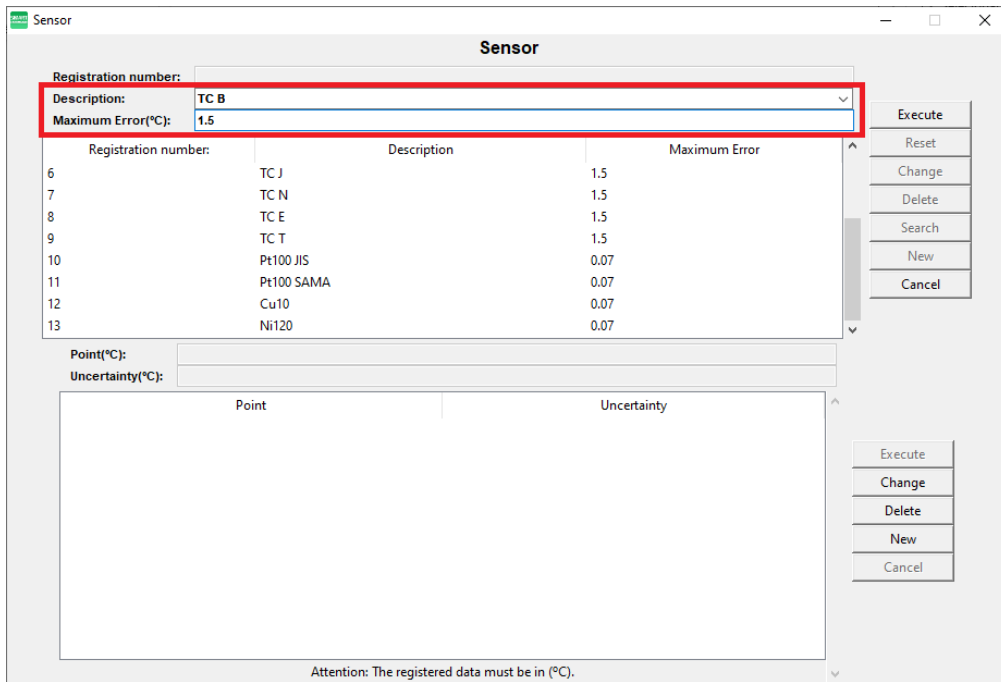 Sensor
Sensor
Registration number:
Description: TC B
Maximum Error(ºC): 1.5
Execute
Reset
Change
Delete
Search
New
Cancel
Registration number: Description Maximum Error
6 TC J 1.5
7 TC N 1.5
8 TC E 1.5
9 TC T 1.5
10 Pt100 JIS 0.07
11 Pt100 SAMA 0.07
12 Cu10 0.07
13 Ni120 0.07
Point(ºC):
Uncertainty(ºC):
Point Uncertainty
Execute
Change
Delete
New
Cancel
Attention: The registered data must be in (ºC).